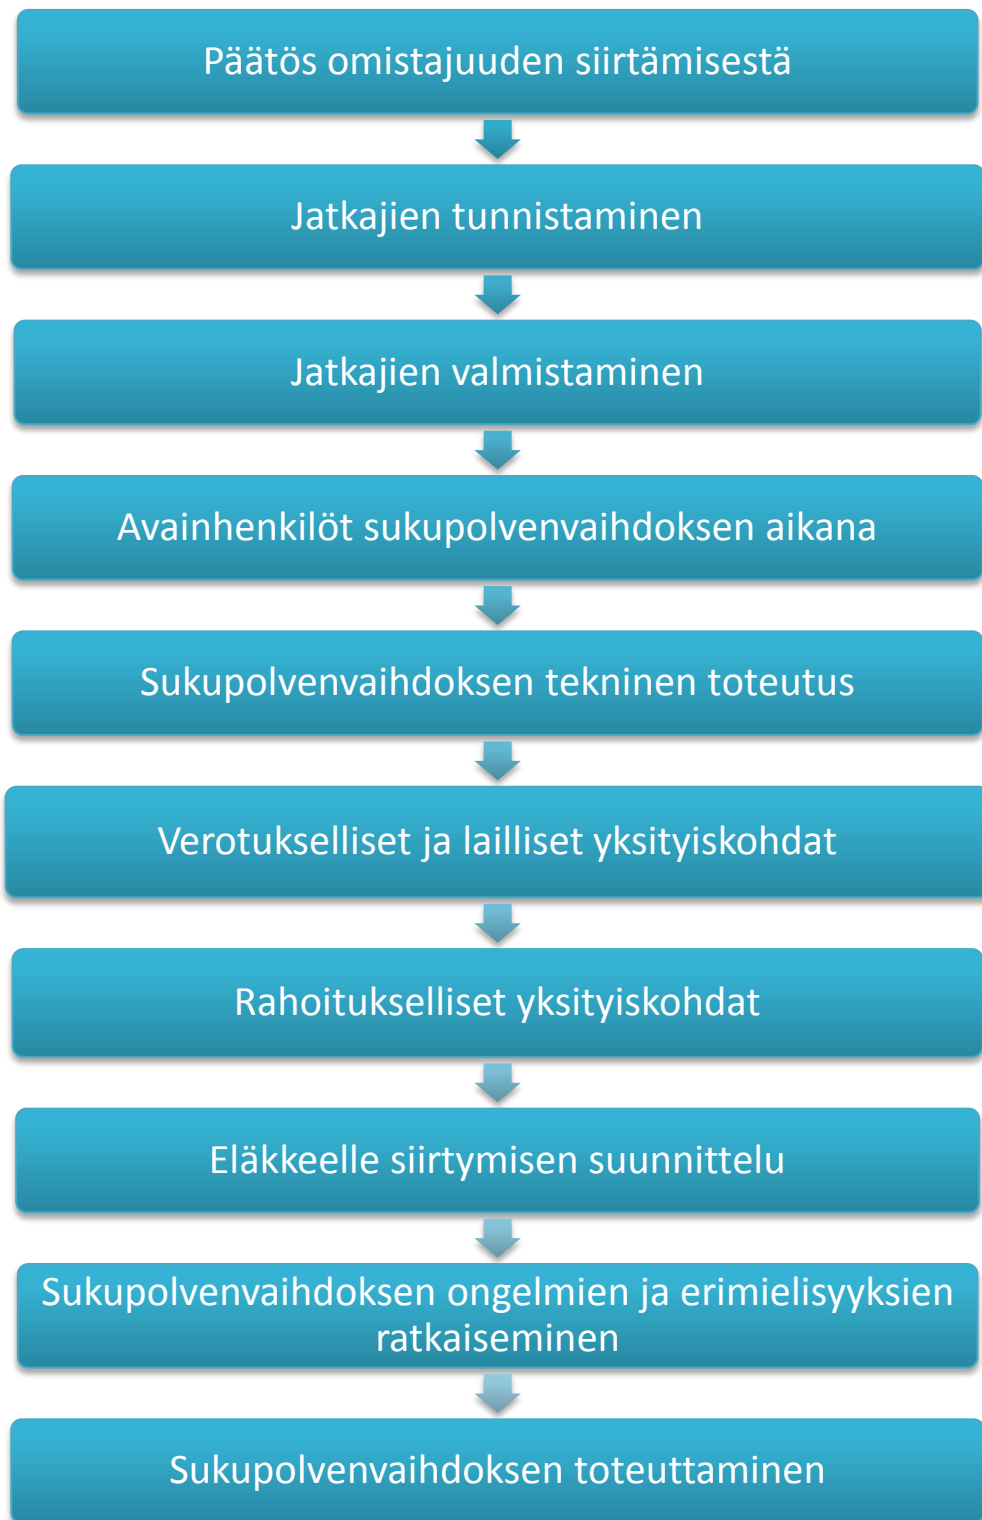 Päätös omistajuuden siirtämisestä
Jatkajien tunnistaminen
Jatkajien valmistaminen
Avainhenkilöt sukupolvenvaihdoksen aikana
Sukupolvenvaihdoksen tekninen toteutus
Verotukselliset ja lailliset yksityiskohdat
Rahoitukselliset yksityiskohdat
Eläkkeelle siirtymisen suunnittelu
Sukupolvenvaihdoksen ongelmien ja erimielisyyksien
ratkaiseminen
Sukupolvenvaihdoksen toteuttaminen